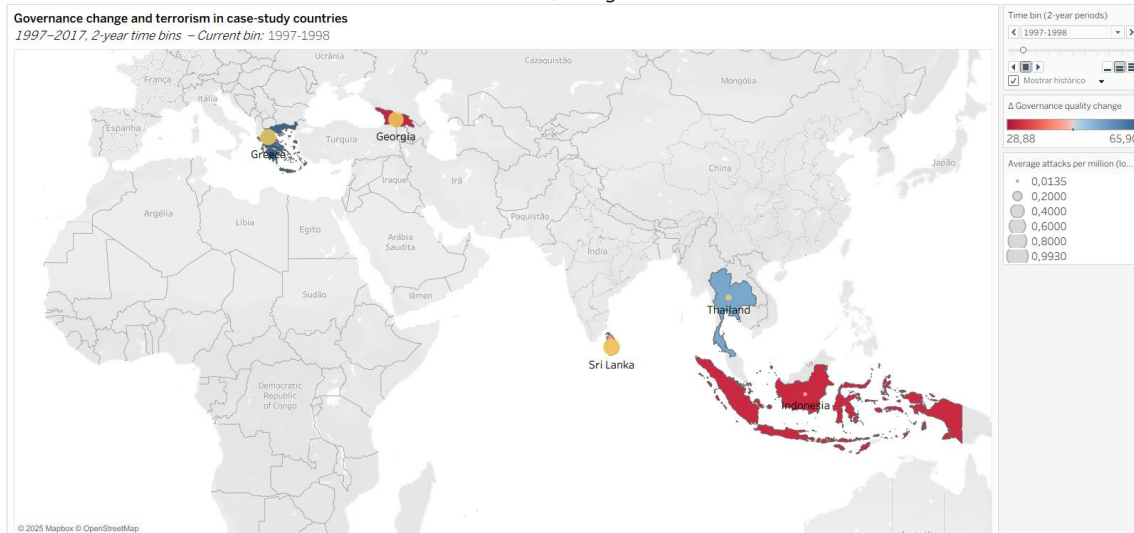 Governance change and terrorism in case-study countries
1997–2017, 2-year time bins – Current bin: 1997-1998
Ucrânia
França
Itália
Espanha
Cazaquistão
Mongólia
Georgia
Greece
Turquia
Japão
China
Iraque
Irã
Argélia
Líbia
Egito
Arábia
Saudita
Paquistão
Índia
Sudão
Iêmen
Thailand
Sri Lanka
Indonesia
Democratic
Republic
of Congo
© 2025 Mapbox © OpenStreetMap
Time bin (2-year periods)
1997-1998
Mostrar histórico
Δ Governance quality change
28,88
Average attacks per million (lo...
0,0135
0,2000
0,4000
0,6000
0,8000
0,9930